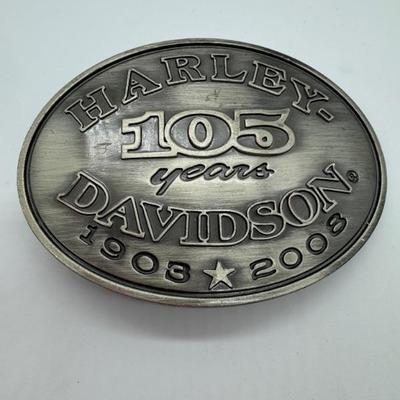 HARLEY-
105
years
DAVIDSON®
1903 ★ 2008